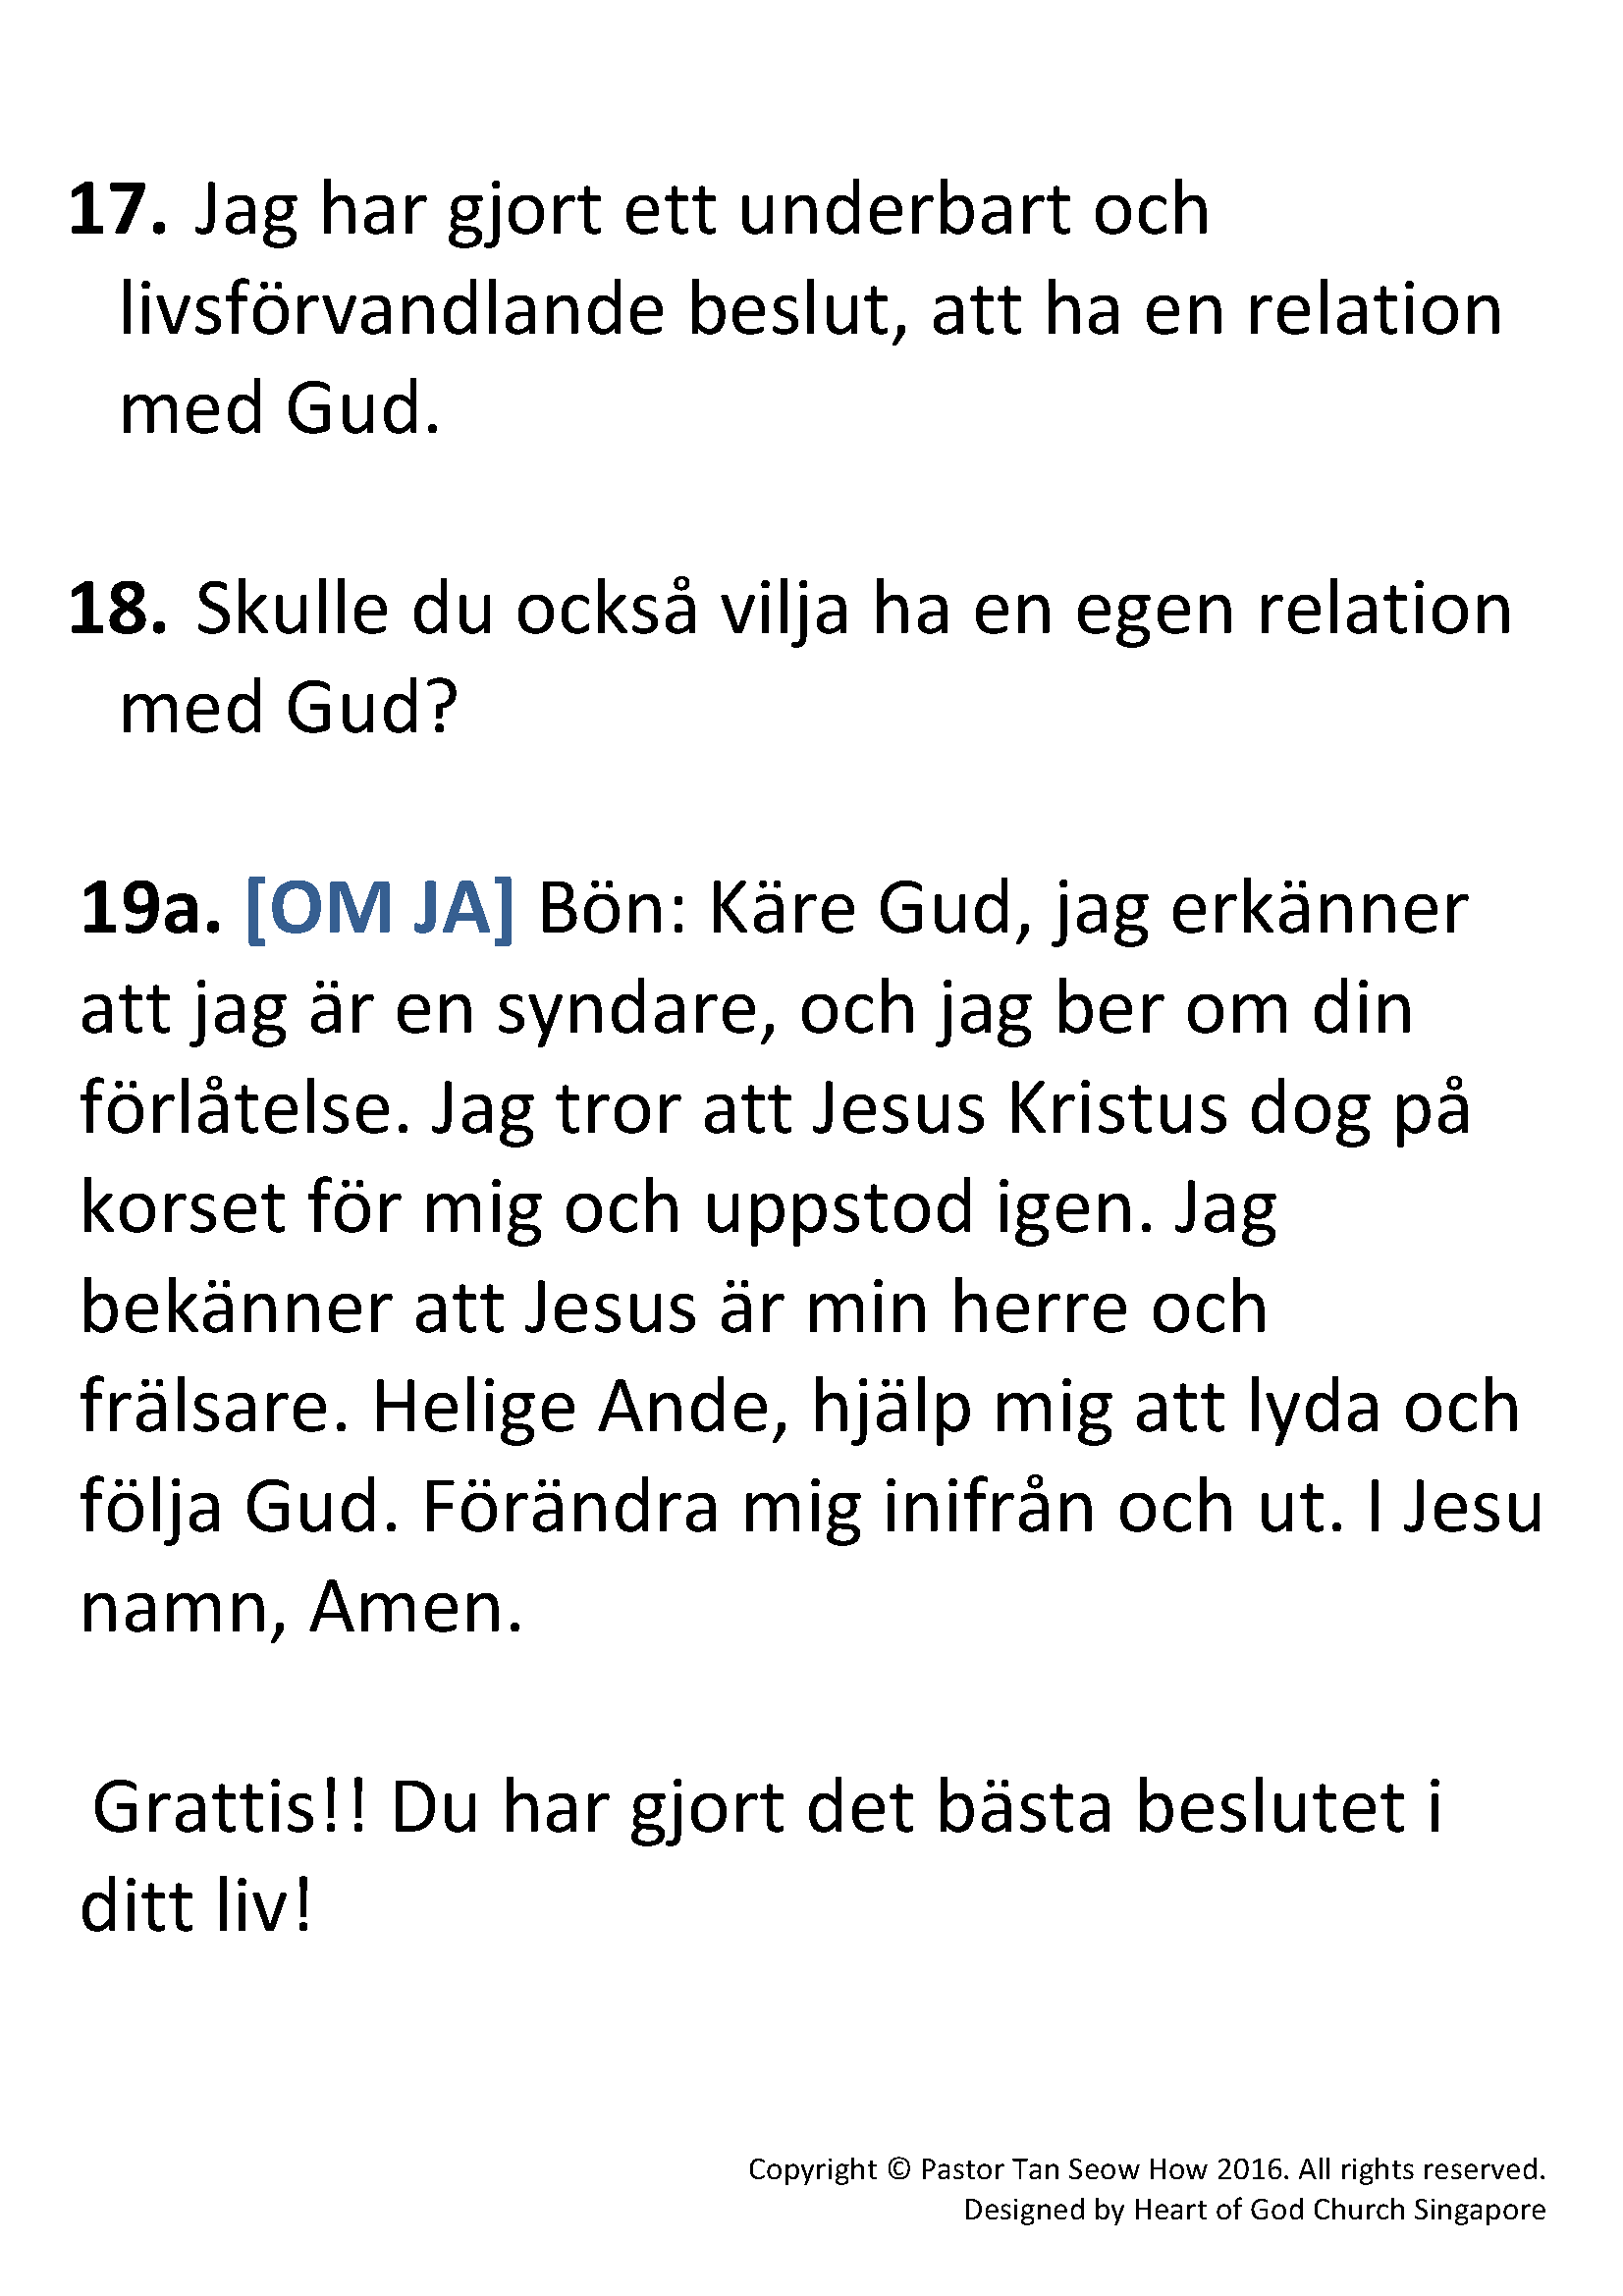 17. Jag har gjort ett underbart och
livsförvandlande beslut, att ha en relation
med Gud.
18. Skulle du också vilja ha en egen relation
med Gud?
19a. [OM JA] Bön: Käre Gud, jag erkänner
att jag är en syndare, och jag ber om din
förlåtelse. Jag tror att Jesus Kristus dog på
korset för mig och uppstod igen. Jag
bekänner att Jesus är min herre och
frälsare. Helige Ande, hjälp mig att lyda och
följa Gud. Förändra mig inifrån och ut. I Jesu
namn, Amen.
Grattis!! Du har gjort det bästa beslutet i
ditt liv!
Copyright © Pastor Tan Seow How 2016. All rights reserved.
Designed by Heart of God Church Singapore